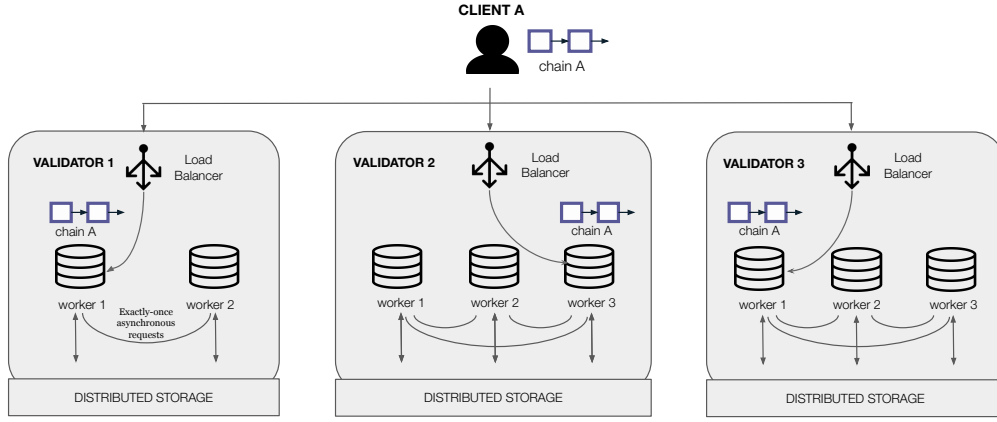 CLIENT A
chain A
VALIDATOR 1
Load
Balancer
chain A
worker 1
worker 2
Exactly-once
asynchronous
requests
DISTRIBUTED STORAGE
VALIDATOR 2
Load
Balancer
chain A
worker 1
worker 2
worker 3
DISTRIBUTED STORAGE
VALIDATOR 3
Load
Balancer
chain A
worker 1
worker 2
worker 3
DISTRIBUTED STORAGE